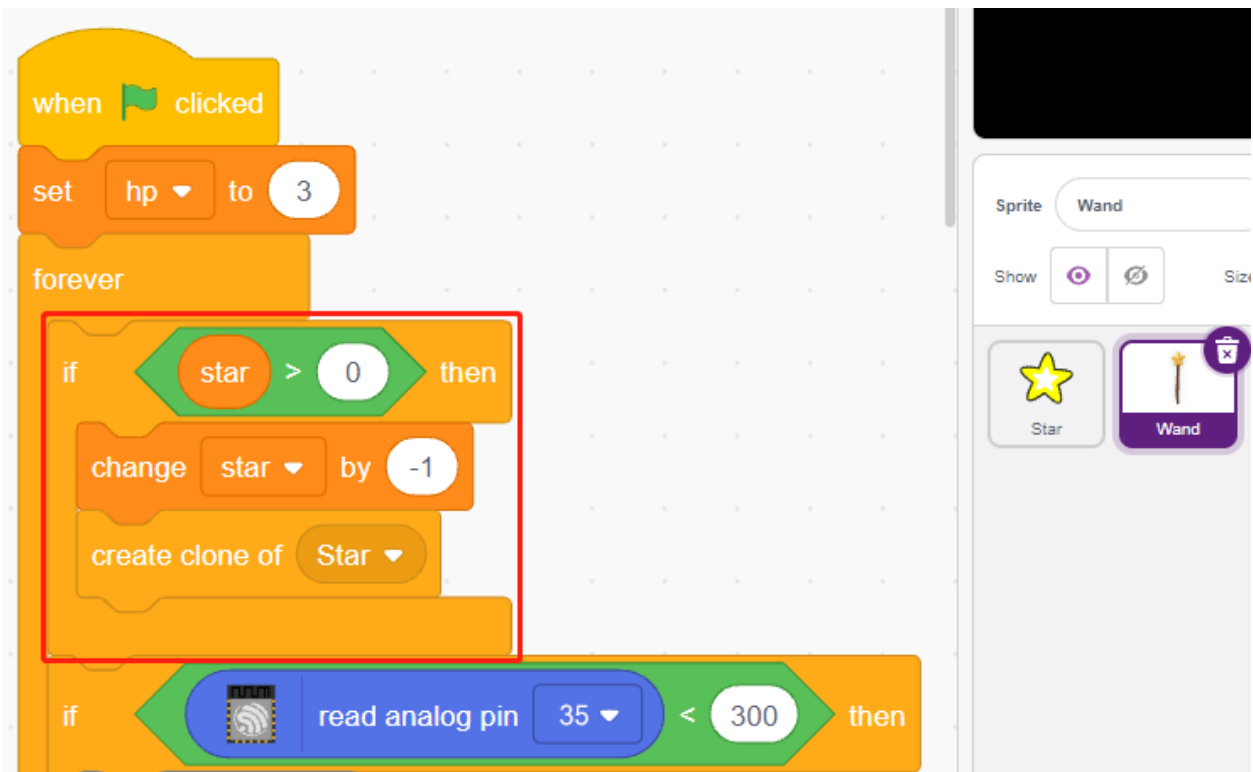 when clicked
set hp to 3
forever
if star > 0 then
change star by -1
create clone of Star
if read analog pin 35 < 300 then
Sprite Wand
Show Size
Star Wand